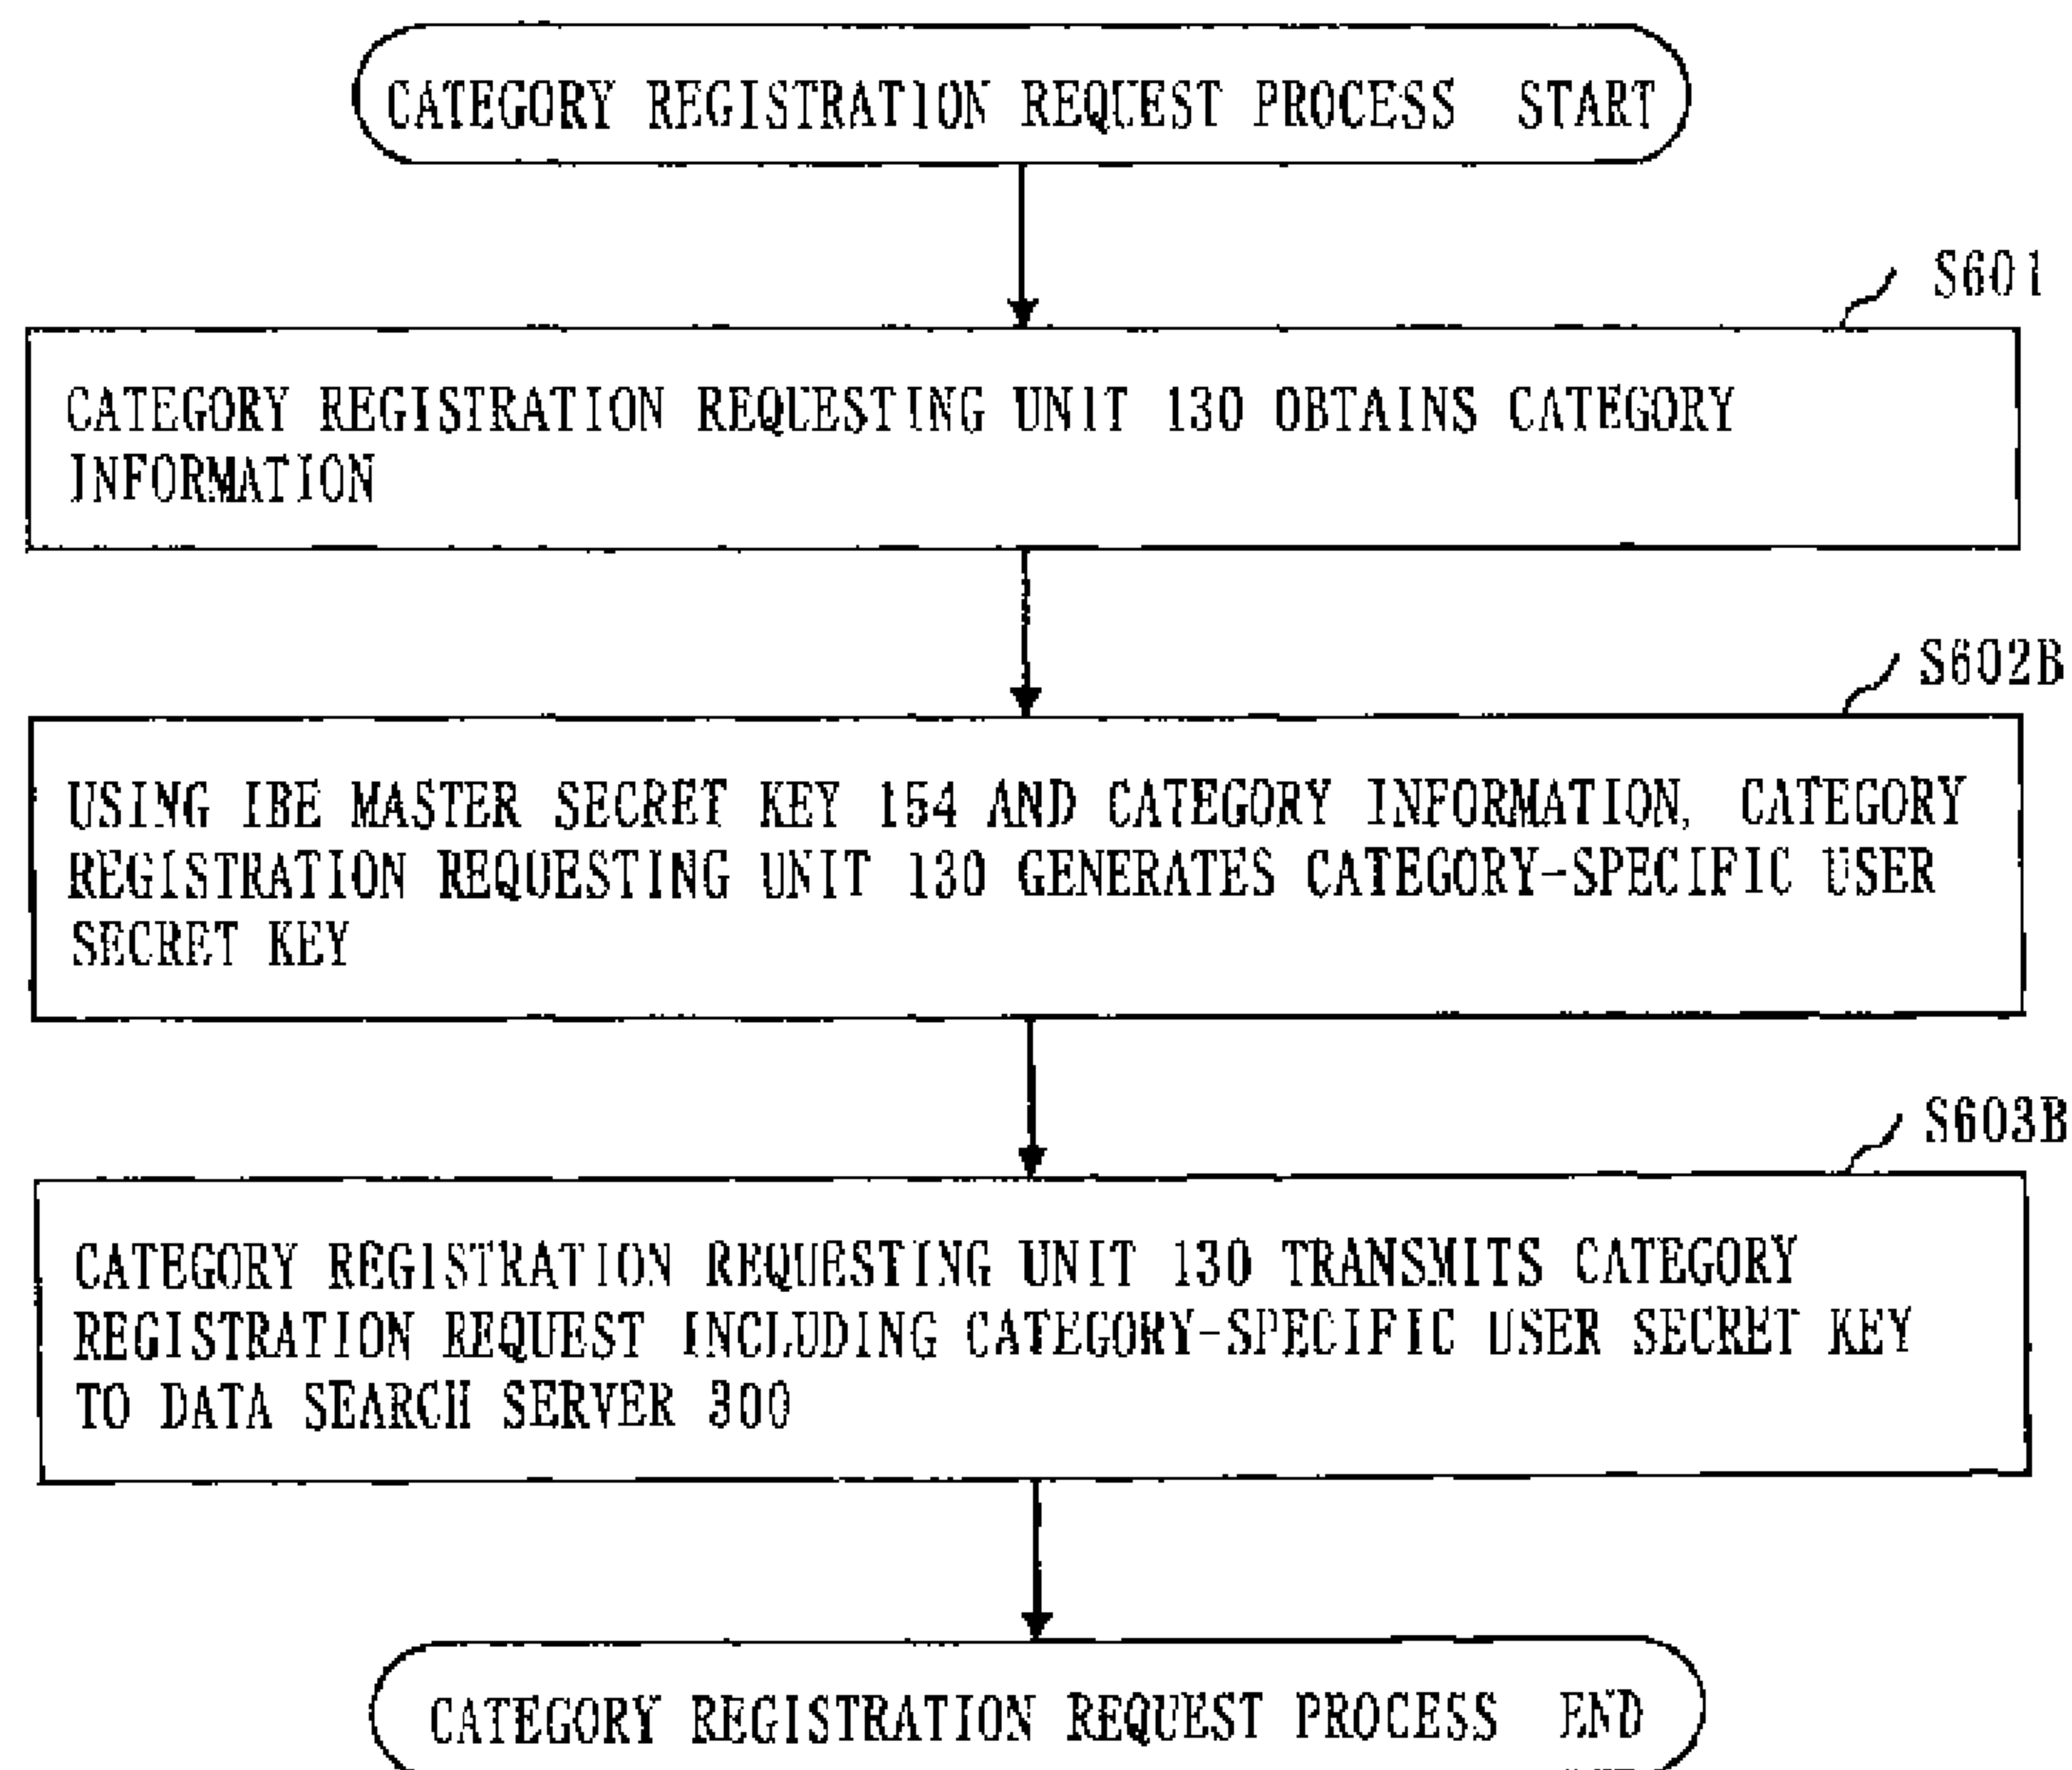 CATEGORY REGISTRATION REQUEST PROCESS START
S601
CATEGORY REGISTRATION REQUESTING UNIT 130 OBTAINS CATEGORY
INFORMATION
S602B
USING IBE MASTER SECRET KEY 154 AND CATEGORY INFORMATION, CATEGORY
REGISTRATION REQUESTING UNIT 130 GENERATES CATEGORY-SPECIFIC USER
SECRET KEY
S603B
CATEGORY REGISTRATION REQUESTING UNIT 130 TRANSMITS CATEGORY
REGISTRATION REQUEST INCLUDING CATEGORY-SPECIFIC USER SECRET KEY
TO DATA SEARCH SERVER 300
CATEGORY REGISTRATION REQUEST PROCESS END